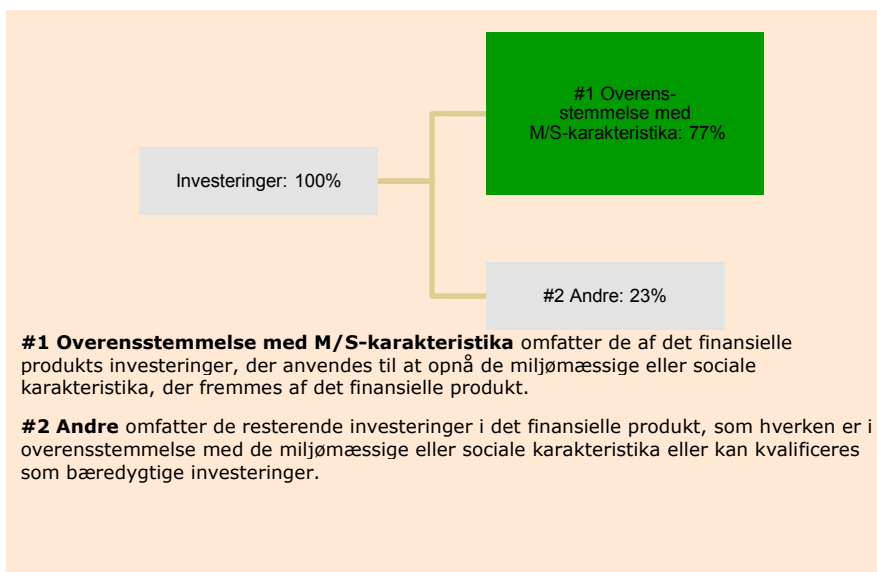 #1 Overens-
stemmelse med
M/S-karakteristika: 77%
Investeringer: 100%
#2 Andre: 23%
#1 Overensstemmelse med M/S-karakteristika omfatter de af det finansielle
produkts investeringer, der anvendes til at opnå de miljømæssige eller sociale
karakteristika, der fremmes af det finansielle produkt.
#2 Andre omfatter de resterende investeringer i det finansielle produkt, som hverken er i
overensstemmelse med de miljømæssige eller sociale karakteristika eller kan kvalificeres
som bæredygtige investeringer.